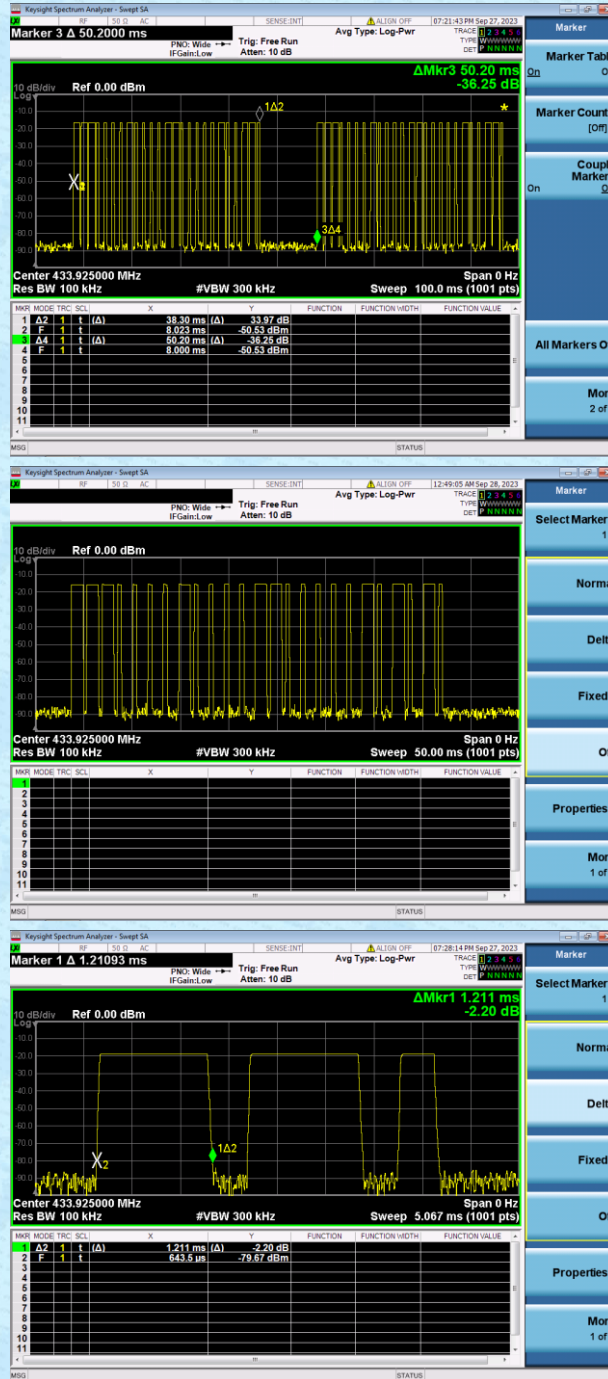 Keysight Spectrum Analyzer - Swept SA
RF 50 Ω AC SENSE:INT ALIGN OFF 07:21:43 PM Sep 27, 2023
Marker 3 Δ 50.2000 ms
PNO: Wide Trig: Free Run Avg Type: Log-Pwr TRACE 1 2 3 4 5 6
IFGain:Low Atten: 10 dB TYPE WWWWWW
DET P N N N N N
ΔMkr3 50.20 ms
-36.25 dB
10 dB/div Ref 0.00 dBm
Log
-10.0
-20.0
-30.0
-40.0
-50.0
-60.0
-70.0
-80.0
-90.0
1Δ2
3Δ4
Center 433.925000 MHz Span 0 Hz
Res BW 100 kHz #VBW 300 kHz Sweep 100.0 ms (1001 pts)
MKR MODE TRC SCL X Y FUNCTION FUNCTION WIDTH FUNCTION VALUE
1 Δ2 1 t (Δ) 38.30 ms (Δ) 33.97 dB
2 F 1 t 8.023 ms -50.53 dBm
3 Δ4 1 t (Δ) 50.20 ms (Δ) -36.25 dB
4 F 1 t 8.000 ms -50.53 dBm
5
6
7
8
9
10
11
MSG STATUS
Marker
Marker Tabl
On O
Marker Count
[Off]
Coupl
Marker
On O
All Markers O
Mor
2 of
Keysight Spectrum Analyzer - Swept SA
RF 50 Ω AC SENSE:INT ALIGN OFF 12:49:05 AM Sep 28, 2023
PNO: Wide Trig: Free Run Avg Type: Log-Pwr TRACE 1 2 3 4 5 6
IFGain:Low Atten: 10 dB TYPE WWWWWW
DET P N N N N N
10 dB/div Ref 0.00 dBm
Log
-10.0
-20.0
-30.0
-40.0
-50.0
-60.0
-70.0
-80.0
-90.0
Center 433.925000 MHz Span 0 Hz
Res BW 100 kHz #VBW 300 kHz Sweep 50.00 ms (1001 pts)
MKR MODE TRC SCL X Y FUNCTION FUNCTION WIDTH FUNCTION VALUE
1
2
3
4
5
6
7
8
9
10
11
MSG STATUS
Marker
Select Marker
1
Norma
Delt
Fixed
O
Properties
Mor
1 of
Keysight Spectrum Analyzer - Swept SA
RF 50 Ω AC SENSE:INT ALIGN OFF 07:28:14 PM Sep 27, 2023
Marker 1 Δ 1.21093 ms
PNO: Wide Trig: Free Run Avg Type: Log-Pwr TRACE 1 2 3 4 5 6
IFGain:Low Atten: 10 dB TYPE WWWWWW
DET P N N N N N
ΔMkr1 1.211 ms
-2.20 dB
10 dB/div Ref 0.00 dBm
Log
-10.0
-20.0
-30.0
-40.0
-50.0
-60.0
-70.0
-80.0
-90.0
1Δ2
2
Center 433.925000 MHz Span 0 Hz
Res BW 100 kHz #VBW 300 kHz Sweep 5.067 ms (1001 pts)
MKR MODE TRC SCL X Y FUNCTION FUNCTION WIDTH FUNCTION VALUE
1 Δ2 1 t (Δ) 1.211 ms (Δ) -2.20 dB
2 F 1 t 643.5 µs -79.67 dBm
3
4
5
6
7
8
9
10
11
MSG STATUS
Marker
Select Marker
1
Norma
Delt
Fixed
O
Properties
Mor
1 of